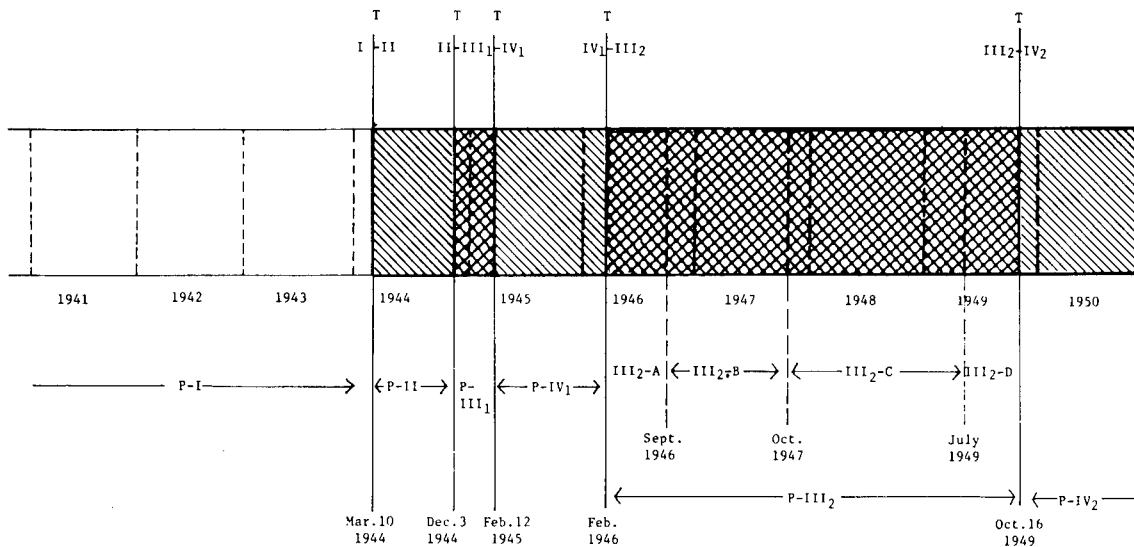 T T T T T
I-II II-III₁-IV₁ IV₁-III₂ III₂-IV₂
1941 1942 1943 1944 1945 1946 1947 1948 1949 1950
P-I P-II P- P-IV₁ III₂-A III₂-B III₂-C III₂-D
III₁
Sept. Oct. July
1946 1947 1949
P-III₂ P-IV₂
Mar.10 Dec.3 Feb.12 Feb. Oct.16
1944 1944 1945 1946 1949